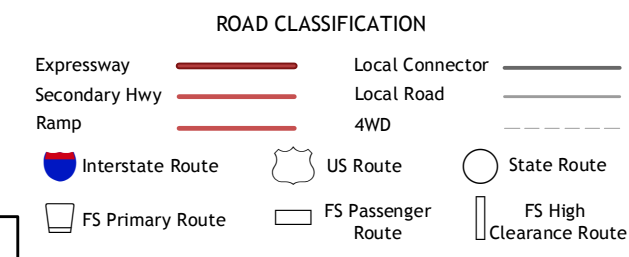 ROAD CLASSIFICATION
Expressway
Local Connector
Secondary Hwy
Local Road
Ramp
4WD
Interstate Route
US Route
State Route
FS Primary Route
FS Passenger
Route
FS High
Clearance Route